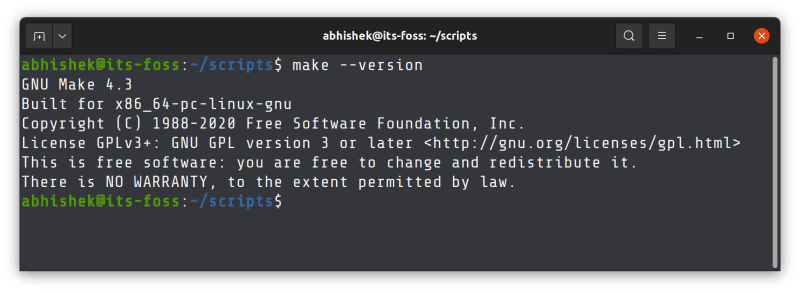 abhishek@its-foss: ~/scripts
abhishek@its-foss:~/scripts$ make --version
GNU Make 4.3
Built for x86_64-pc-linux-gnu
Copyright (C) 1988-2020 Free Software Foundation, Inc.
License GPLv3+: GNU GPL version 3 or later <http://gnu.org/licenses/gpl.html>
This is free software: you are free to change and redistribute it.
There is NO WARRANTY, to the extent permitted by law.
abhishek@its-foss:~/scripts$